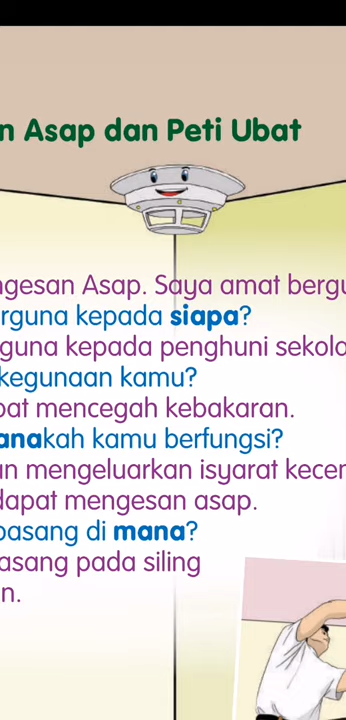 n Asap dan Peti Ubat
ngesan Asap. Saya amat bergu
rguna kepada siapa?
guna kepada penghuni sekola
kegunaan kamu?
pat mencegah kebakaran.
anakah kamu berfungsi?
an mengeluarkan isyarat kecem
dapat mengesan asap.
pasang di mana?
asang pada siling
n.